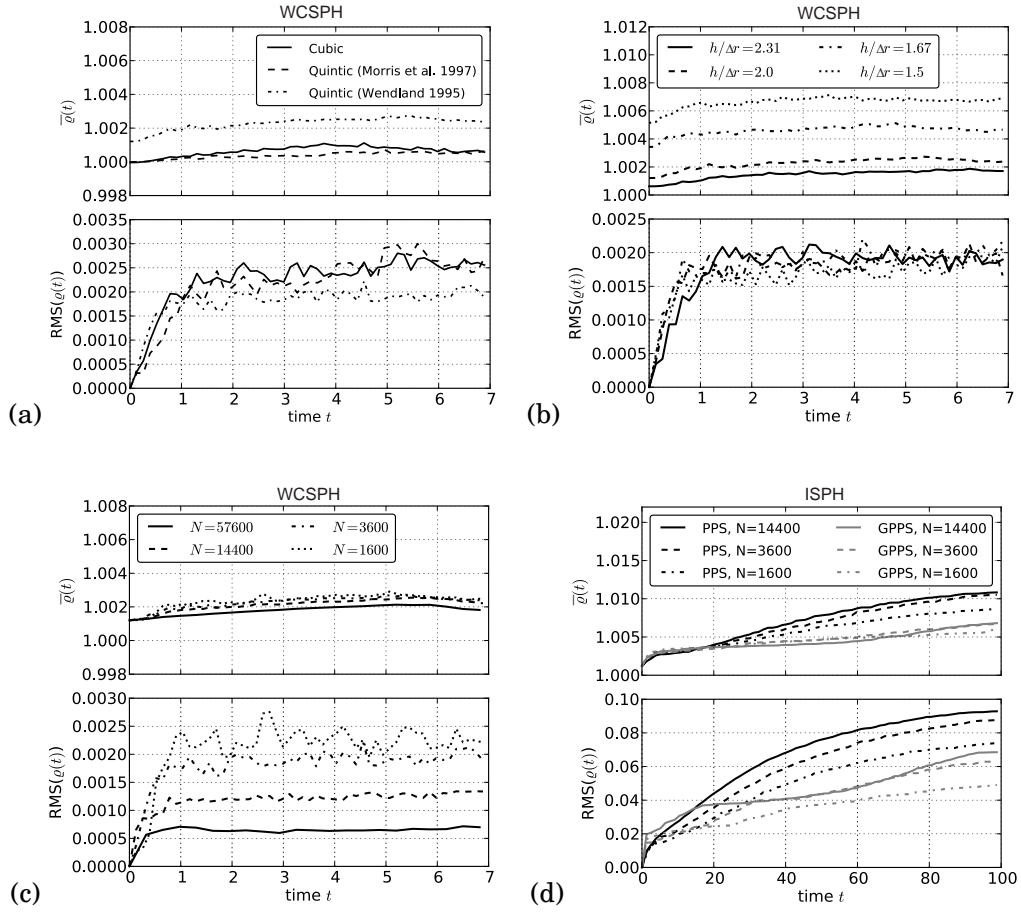 WCSPH
1.008
1.006
1.004
1.002
1.000
0.998
ϱ̅(t)
Cubic
Quintic (Morris et al. 1997)
Quintic (Wendland 1995)
0.0035
0.0030
0.0025
0.0020
0.0015
0.0010
0.0005
0.0000
RMS(ϱ(t))
0 1 2 3 4 5 6 7
time t
(a)
WCSPH
1.012
1.010
1.008
1.006
1.004
1.002
1.000
ϱ̅(t)
h/Δr=2.31 h/Δr=1.67
h/Δr=2.0 h/Δr=1.5
0.0025
0.0020
0.0015
0.0010
0.0005
0.0000
RMS(ϱ(t))
0 1 2 3 4 5 6 7
time t
(b)
WCSPH
1.008
1.006
1.004
1.002
1.000
0.998
ϱ̅(t)
N=57600 N=3600
N=14400 N=1600
0.0030
0.0025
0.0020
0.0015
0.0010
0.0005
0.0000
RMS(ϱ(t))
0 1 2 3 4 5 6 7
time t
(c)
ISPH
1.020
1.015
1.010
1.005
1.000
ϱ̅(t)
PPS, N=14400 GPPS, N=14400
PPS, N=3600 GPPS, N=3600
PPS, N=1600 GPPS, N=1600
0.10
0.08
0.06
0.04
0.02
0.00
RMS(ϱ(t))
0 20 40 60 80 100
time t
(d)